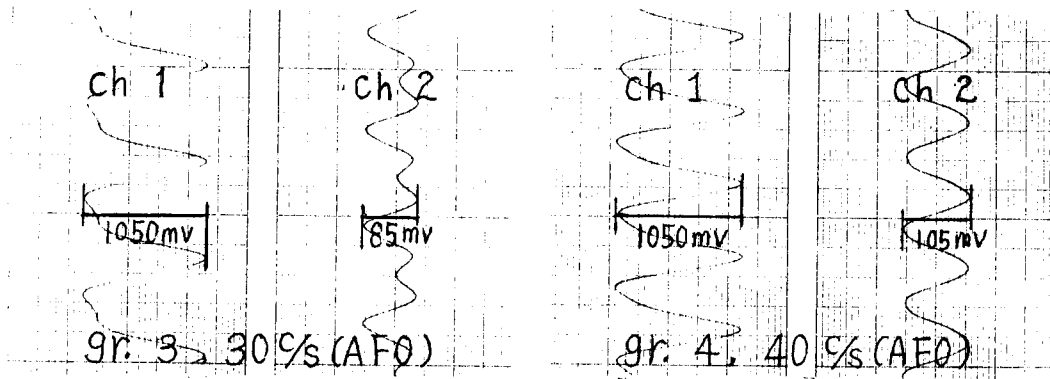 ch 1
ch 2
1050mv
85mv
gr. 3. 30 c/s (AFO)
ch 1
ch 2
1050mv
105mv
gr. 4. 40 c/s (AFO)